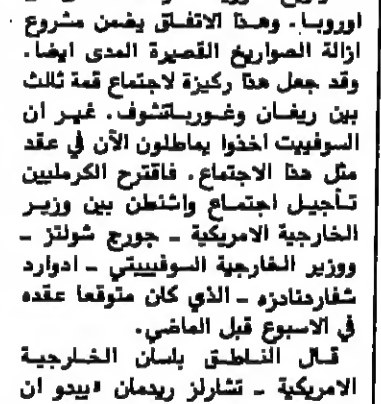 اوروبا. وهذا الاتفاق يضمن مشروع
ازالة الصواريخ القصيرة المدى ايضا.
وقد جعل هذا ركيزة لاجتماع قمة ثالث
بين ريغان وغورباتشوف. غير ان
السوفييت اخذوا يماطلون الآن في عقد
مثل هذا الاجتماع. فاقترح الكرمليين
تأجيل اجتماع واشنطن بين وزير
الخارجية الامريكية - جورج شولتز -
ووزير الخارجية السوفييتي - ادوارد
شفاردنادزه - الذي كان متوقعا عقده
في الاسبوع قبل الماضي.
قال الناطق بلسان الخارجية
الامريكية - تشارلز ريدمان «يبدو ان